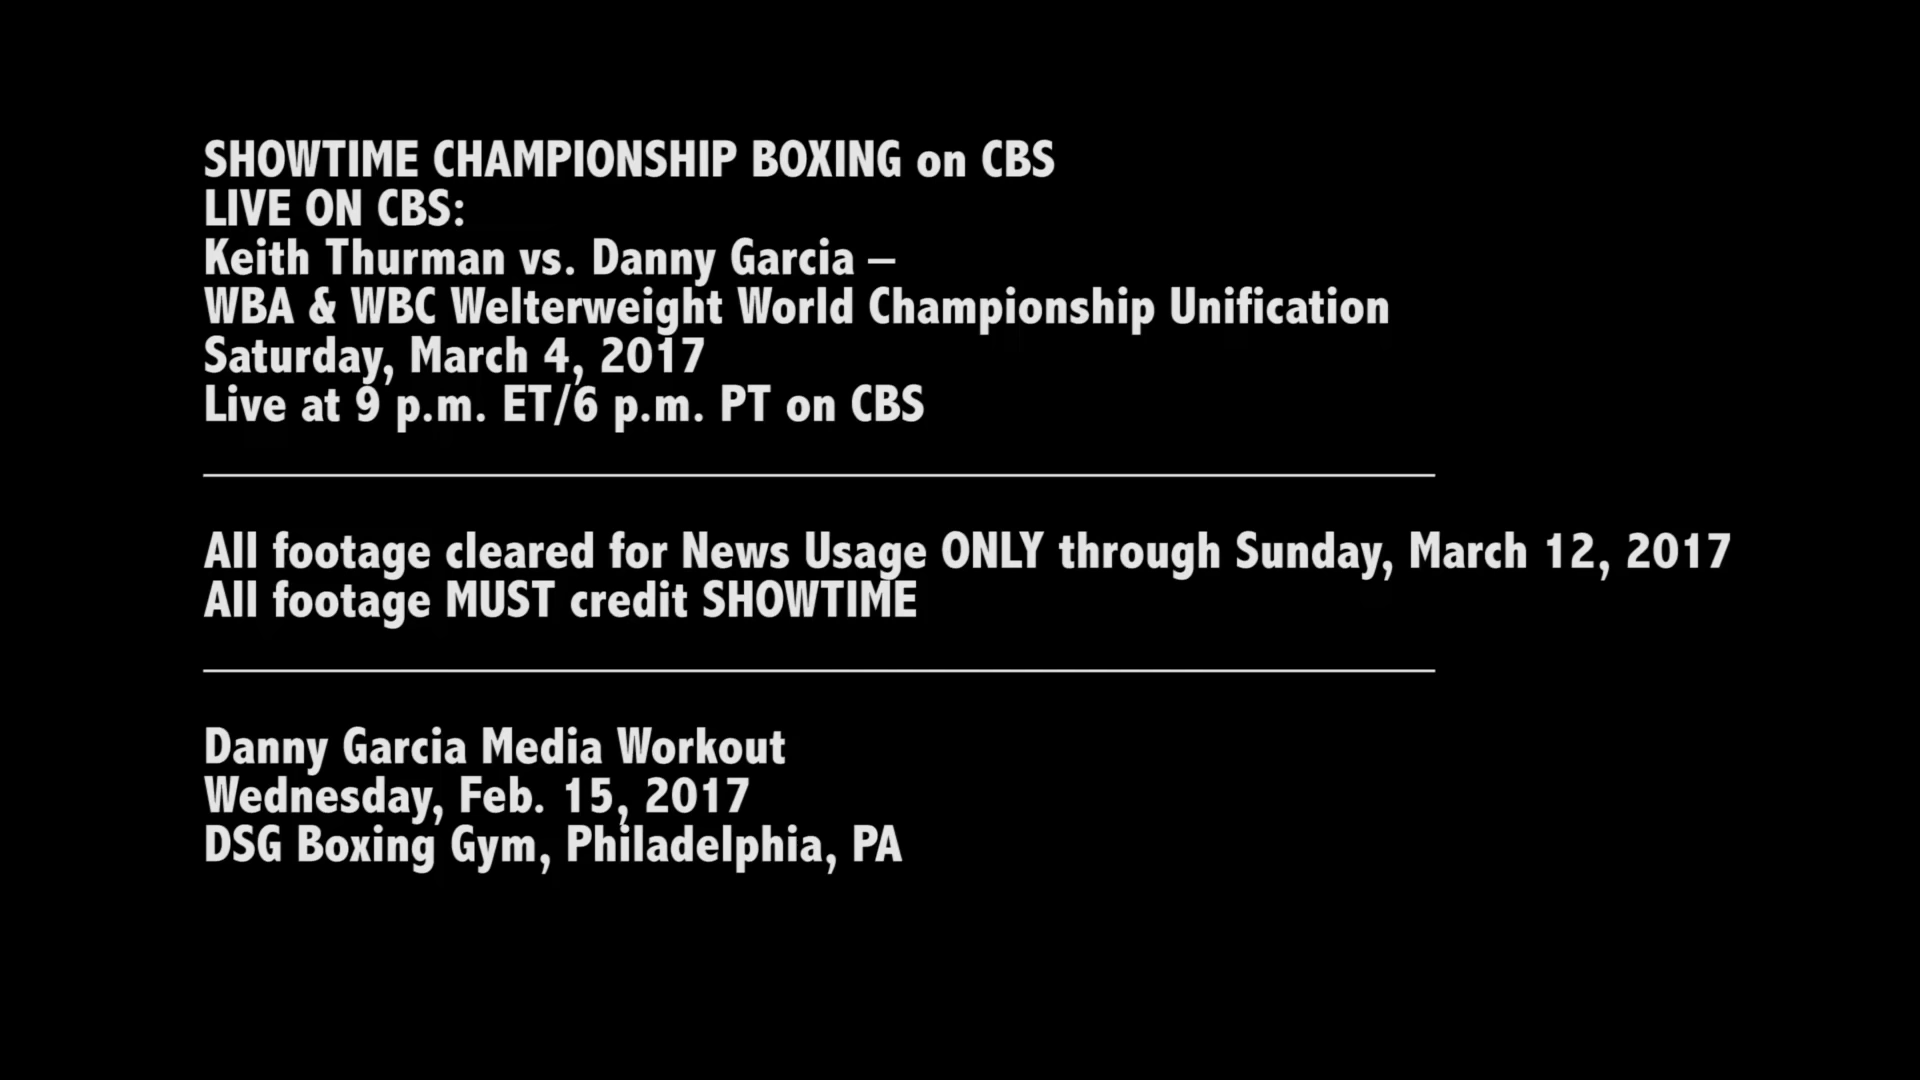 SHOWTIME CHAMPIONSHIP BOXING on CBS
LIVE ON CBS:
Keith Thurman vs. Danny Garcia –
WBA & WBC Welterweight World Championship Unification
Saturday, March 4, 2017
Live at 9 p.m. ET/6 p.m. PT on CBS
All footage cleared for News Usage ONLY through Sunday, March 12, 2017
All footage MUST credit SHOWTIME
Danny Garcia Media Workout
Wednesday, Feb. 15, 2017
DSG Boxing Gym, Philadelphia, PA